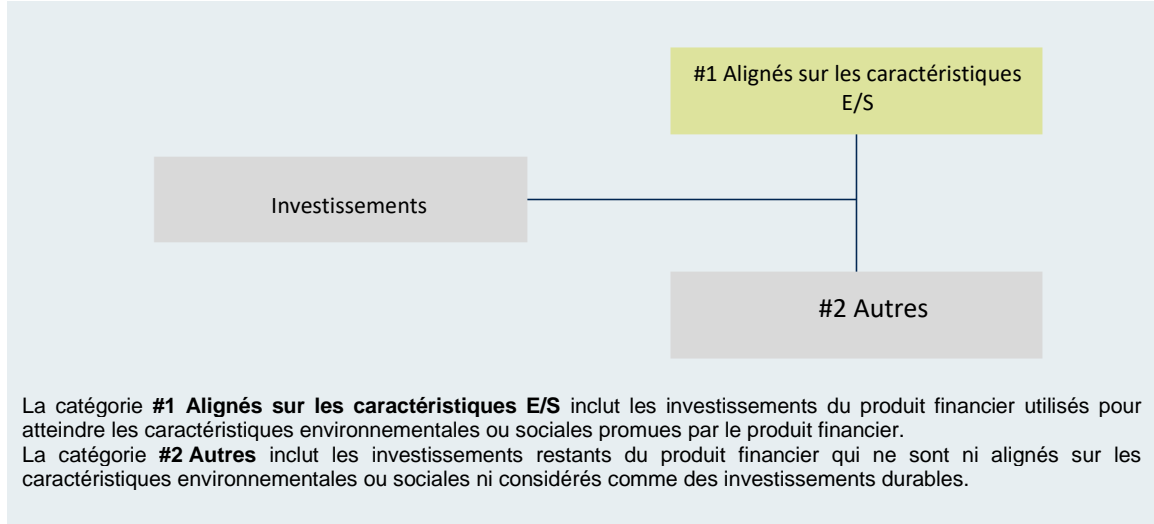 #1 Alignés sur les caractéristiques
E/S
Investissements
#2 Autres
La catégorie #1 Alignés sur les caractéristiques E/S inclut les investissements du produit financier utilisés pour
atteindre les caractéristiques environnementales ou sociales promues par le produit financier.
La catégorie #2 Autres inclut les investissements restants du produit financier qui ne sont ni alignés sur les
caractéristiques environnementales ou sociales ni considérés comme des investissements durables.